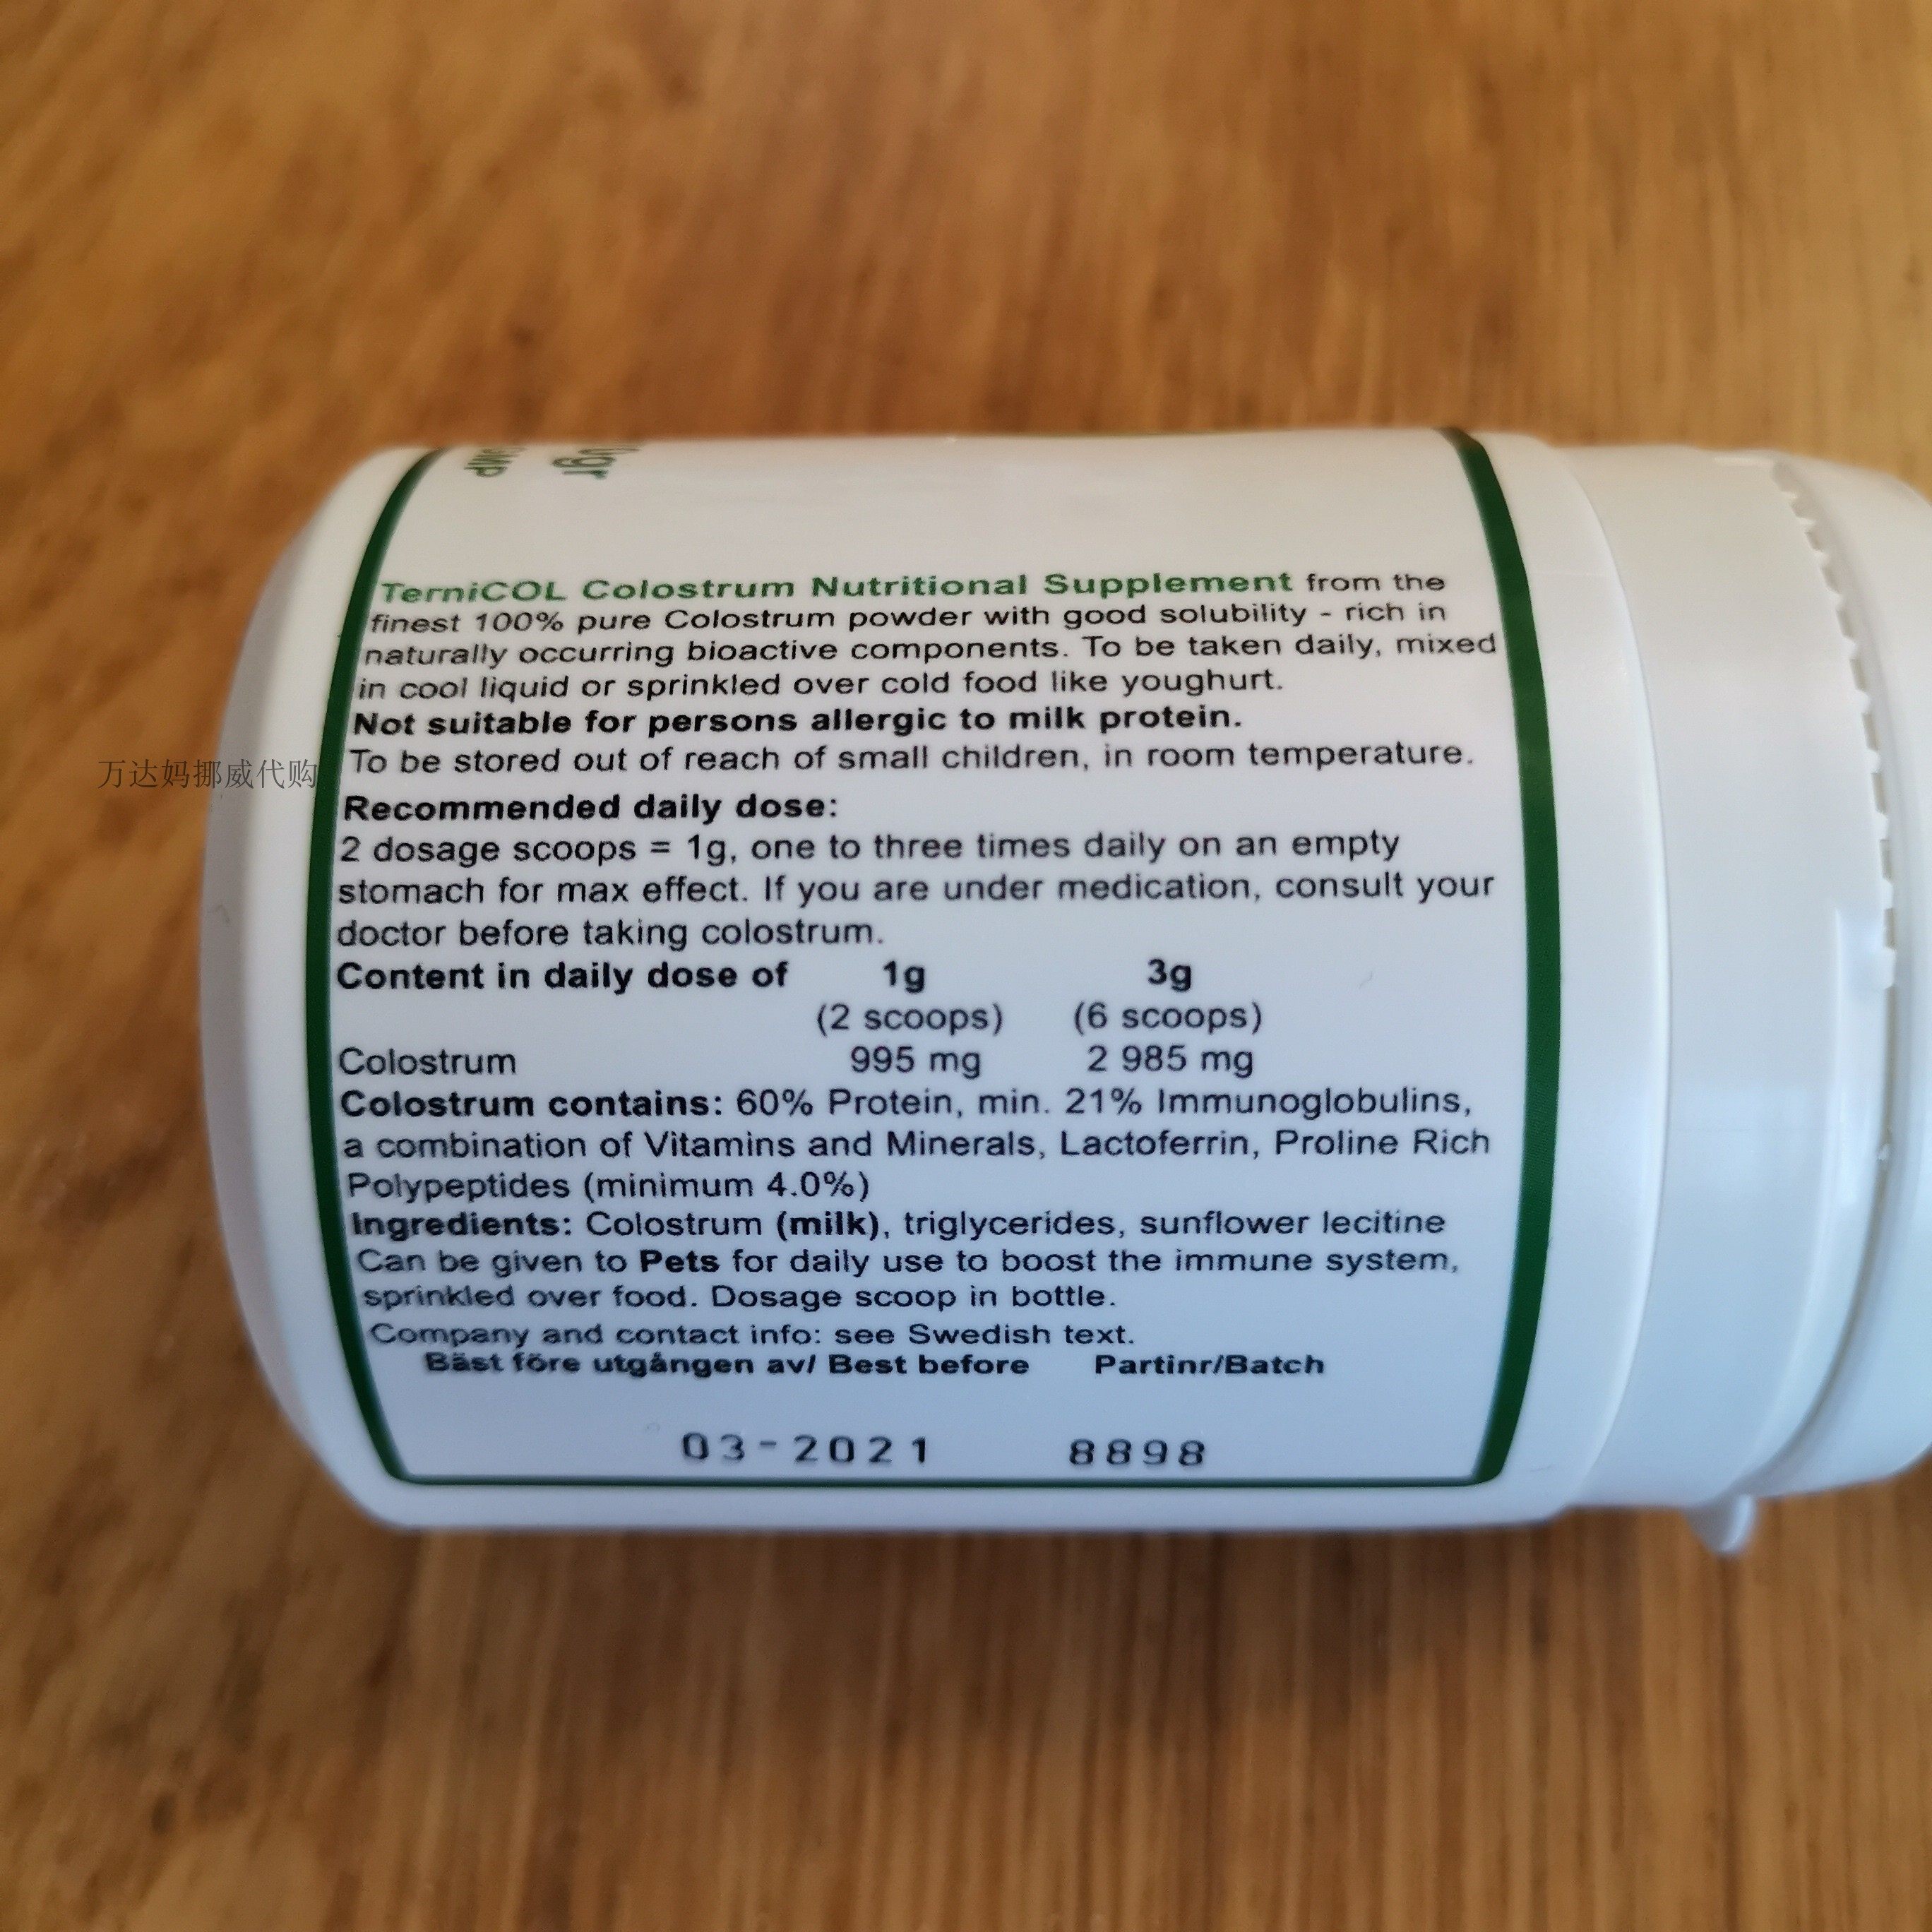 TerniCOL Colostrum Nutritional Supplement from the
finest 100% pure Colostrum powder with good solubility - rich in
naturally occurring bioactive components. To be taken daily, mixed
in cool liquid or sprinkled over cold food like youghurt.
Not suitable for persons allergic to milk protein.
To be stored out of reach of small children, in room temperature.
万达妈挪威代购
Recommended daily dose:
2 dosage scoops = 1g, one to three times daily on an empty
stomach for max effect. If you are under medication, consult your
doctor before taking colostrum.
Content in daily dose of 1g 3g
(2 scoops) (6 scoops)
Colostrum 995 mg 2 985 mg
Colostrum contains: 60% Protein, min. 21% Immunoglobulins,
a combination of Vitamins and Minerals, Lactoferrin, Proline Rich
Polypeptides (minimum 4.0%)
Ingredients: Colostrum (milk), triglycerides, sunflower lecitine
Can be given to Pets for daily use to boost the immune system,
sprinkled over food. Dosage scoop in bottle.
Company and contact info: see Swedish text.
Bäst före utgången av/ Best before Partinr/Batch
03-2021 8898